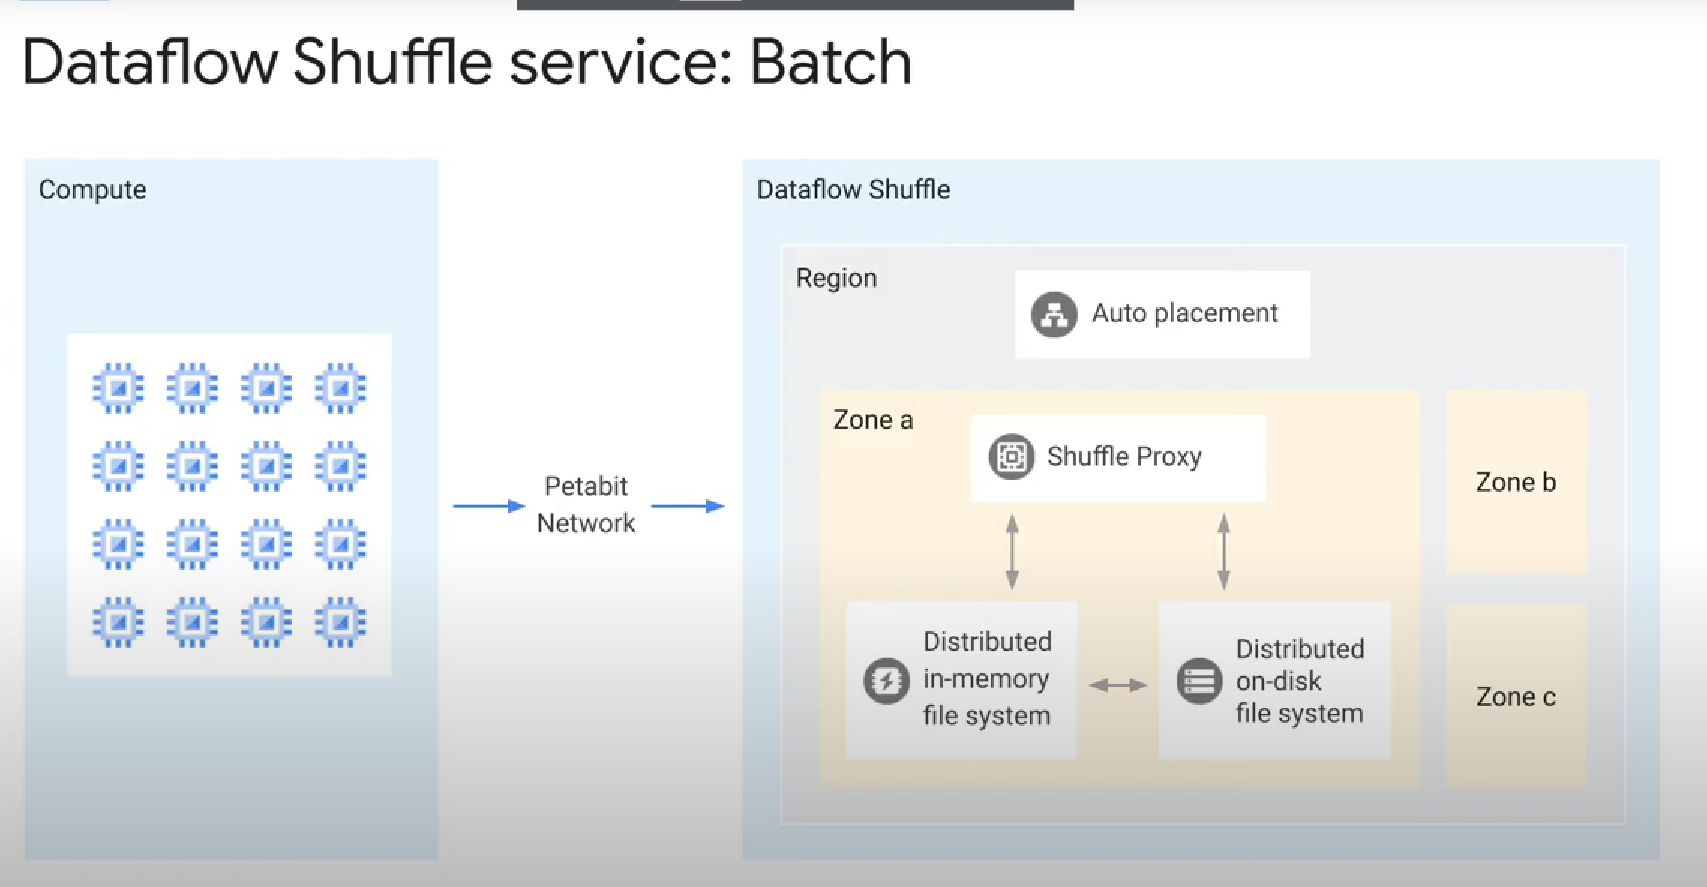 Dataflow Shuffle service: Batch
Compute
Petabit
Network
Dataflow Shuffle
Region
Auto placement
Zone a
Shuffle Proxy
Distributed
in-memory
file system
Distributed
on-disk
file system
Zone b
Zone c